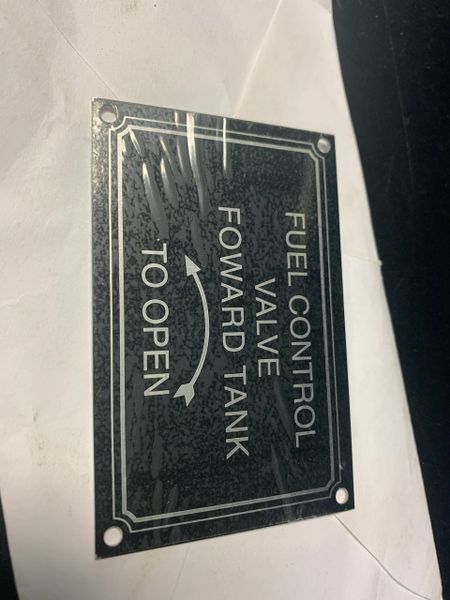 FUEL CONTROL
VALVE
FOWARD TANK
TO OPEN